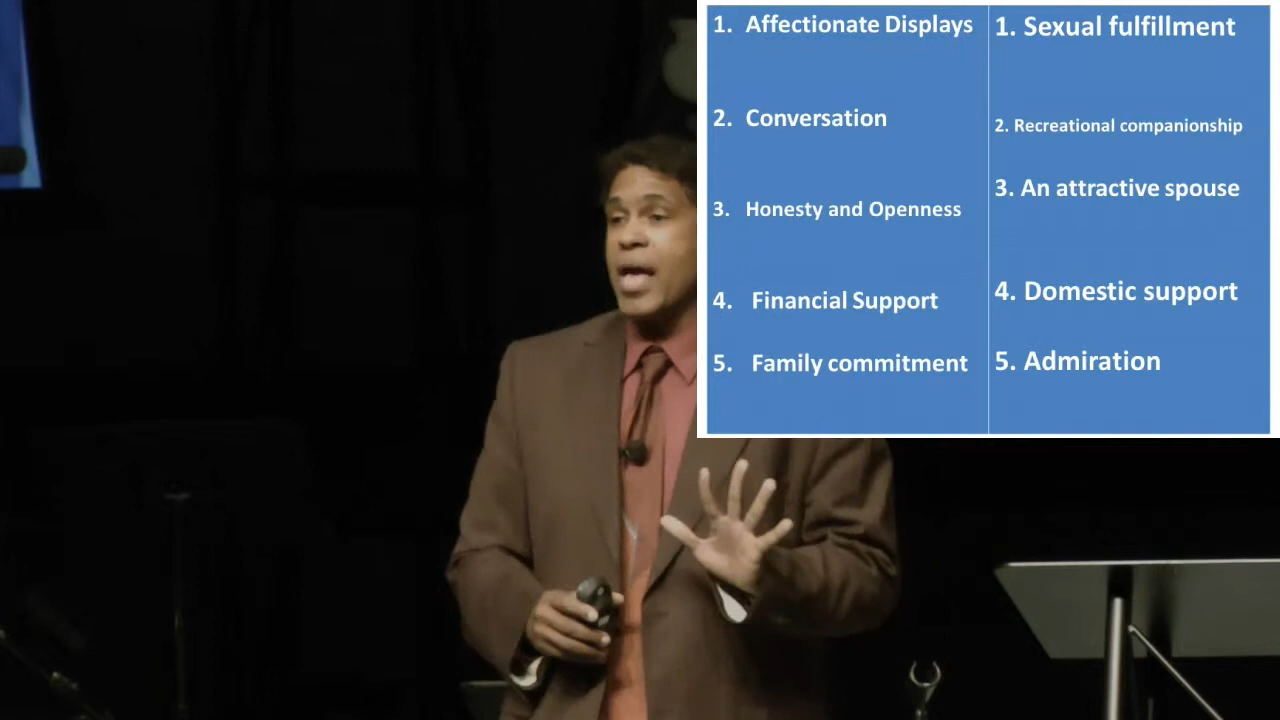 1. Affectionate Displays
2. Conversation
3. Honesty and Openness
4. Financial Support
5. Family commitment
1. Sexual fulfillment
2. Recreational companionship
3. An attractive spouse
4. Domestic support
5. Admiration